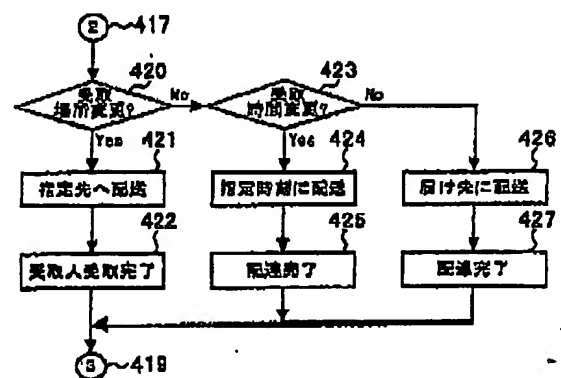 2 417
420
受取
場所変更?
No
Yes
423
受取
時間変更?
No
Yes
421
指定先へ配送
424
指定時刻に配送
426
届け先に配送
422
受取人受取完了
425
配達完了
427
配達完了
3 419